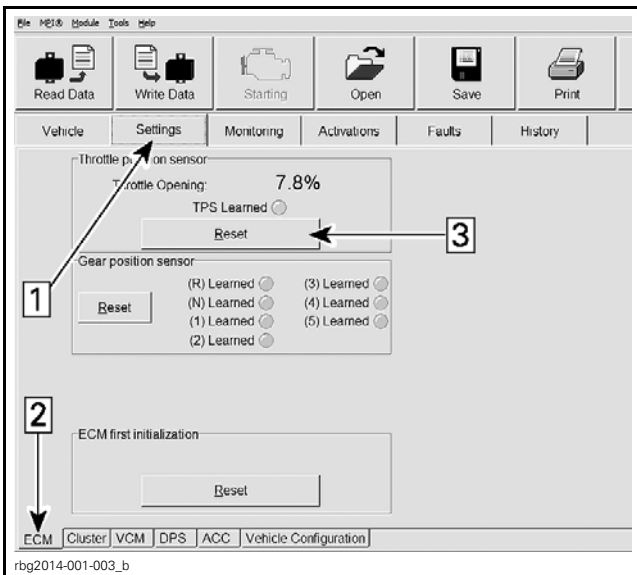 File MPI® Module Tools Help
Read Data Write Data Starting Open Save Print
Vehicle Settings Monitoring Activations Faults History
Throttle position sensor
Throttle Opening: 7.8%
TPS Learned
Reset
3
Gear position sensor
1
(R) Learned (3) Learned
Reset (N) Learned (4) Learned
(1) Learned (5) Learned
(2) Learned
2
ECM first initialization
Reset
ECM Cluster VCM DPS ACC Vehicle Configuration
rbg2014-001-003_b